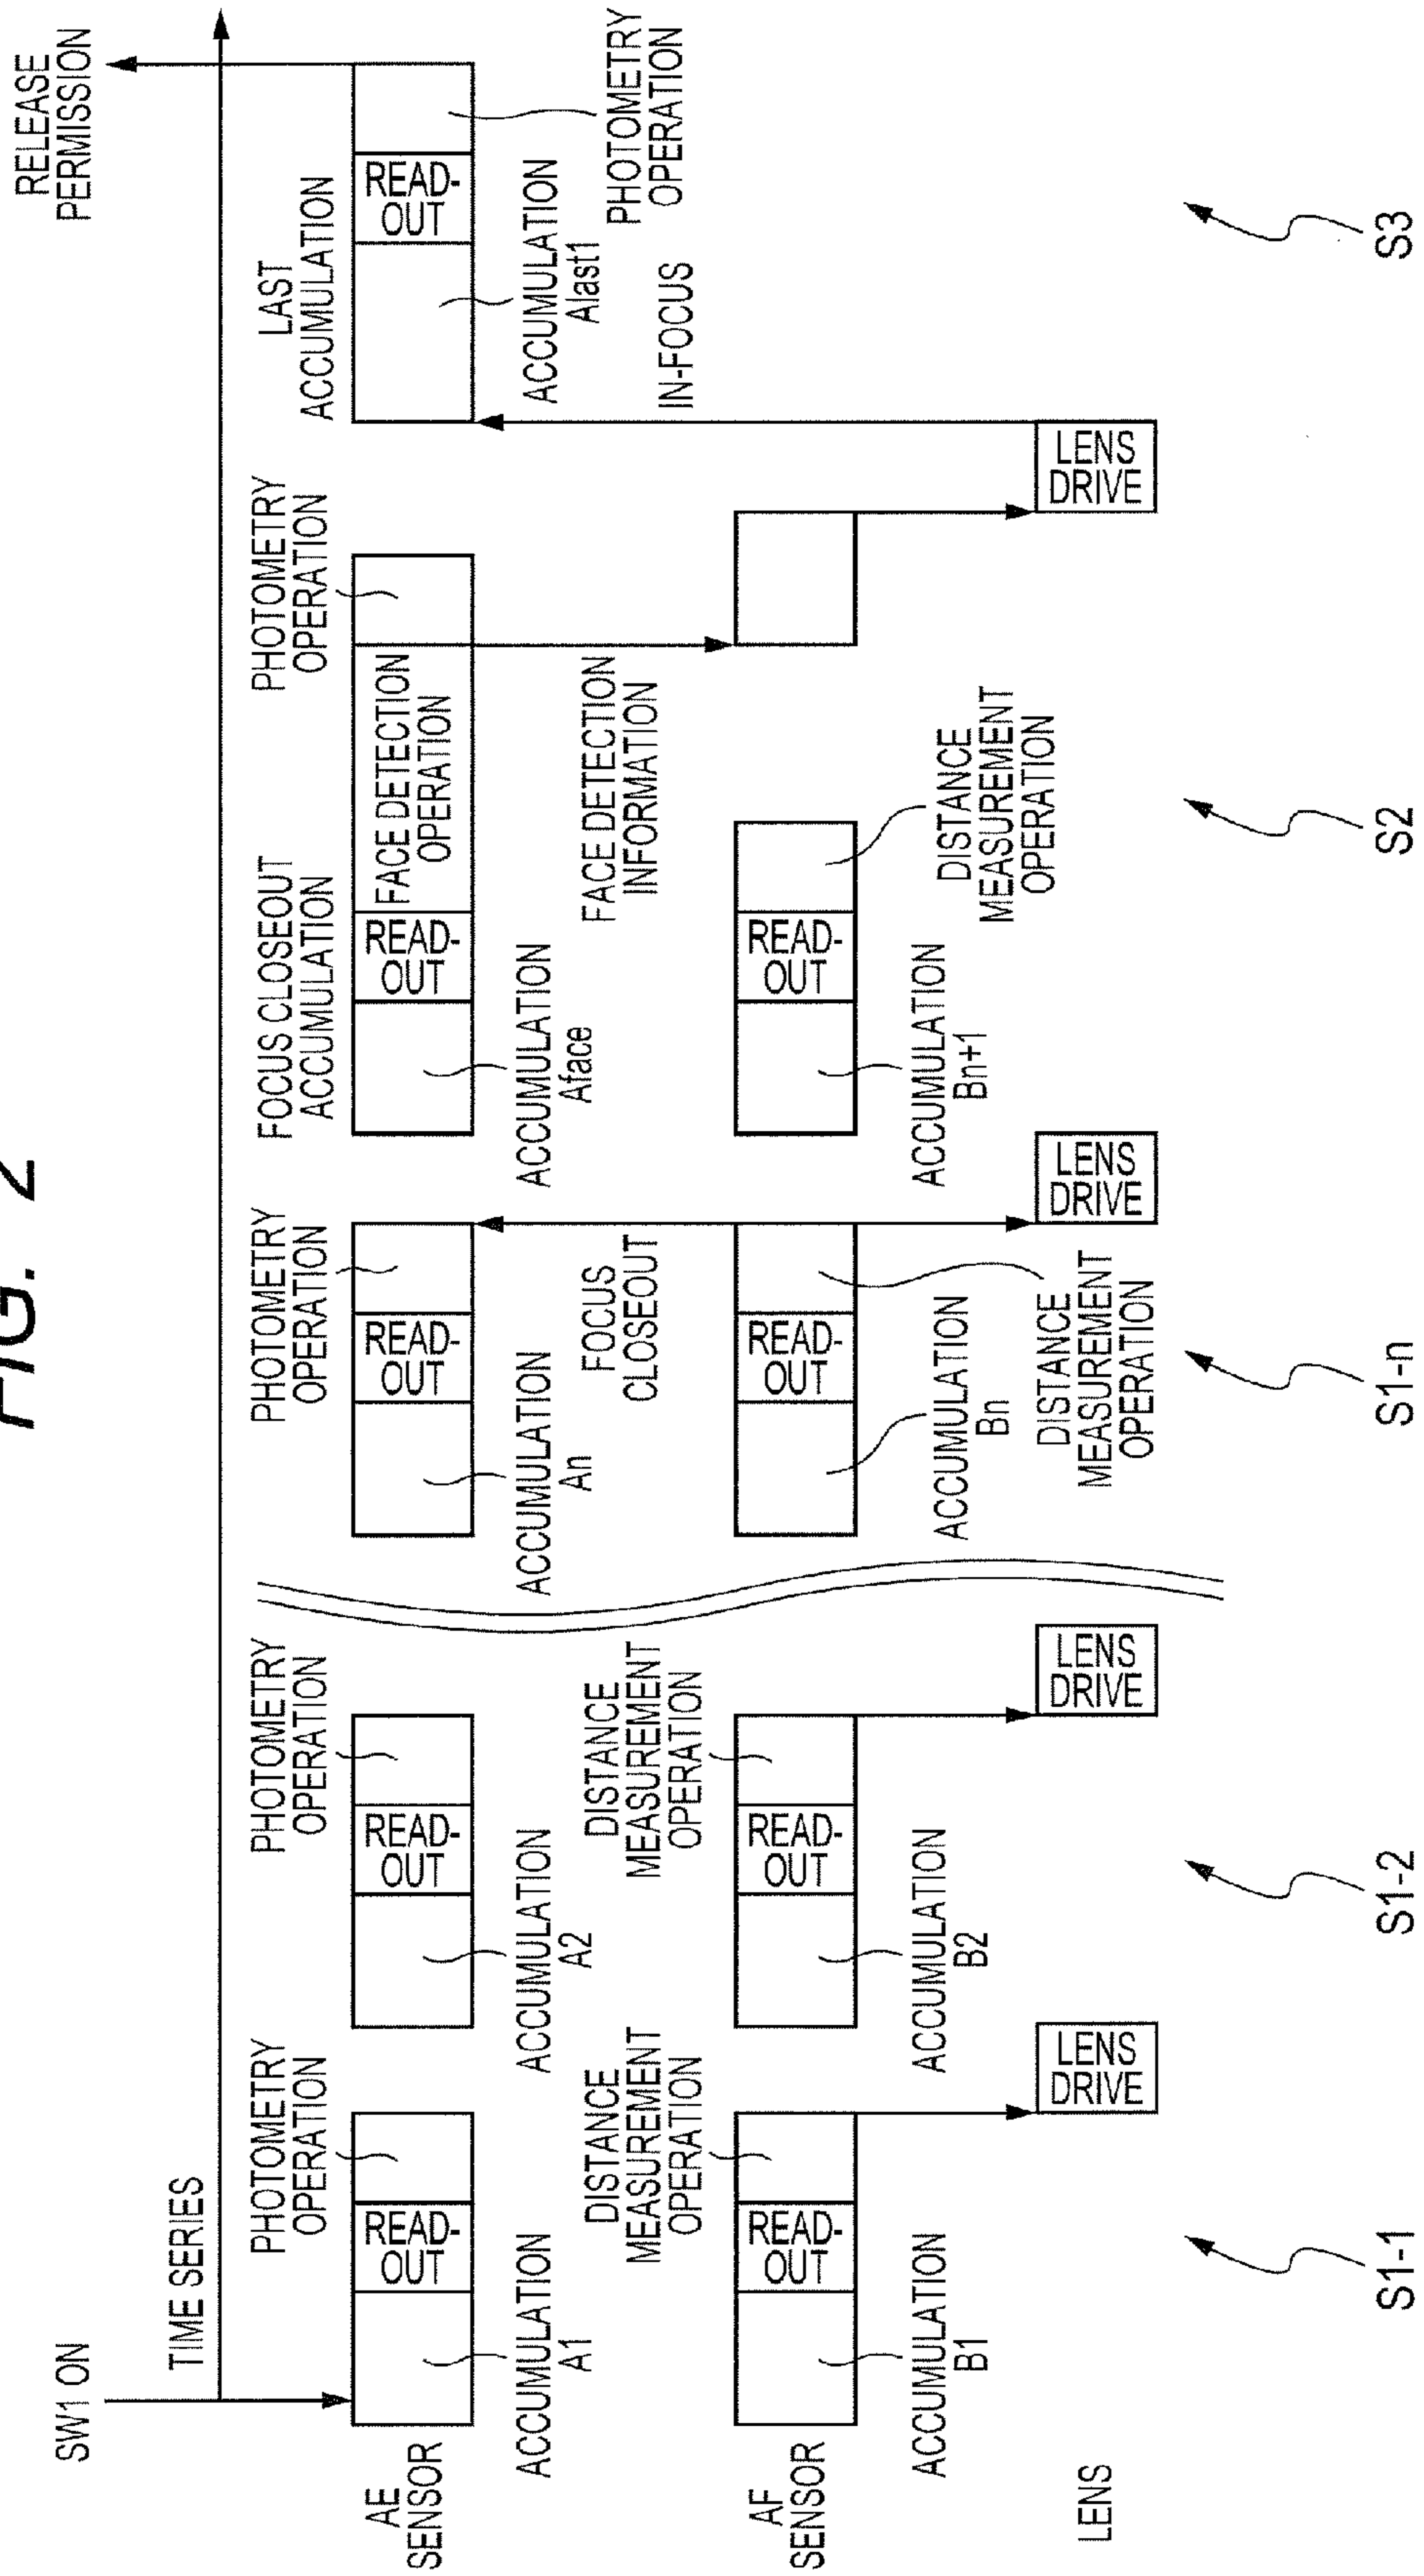 FIG. 2
SW1 ON
RELEASE
PERMISSION
TIME SERIES
AE
SENSOR
PHOTOMETRY
OPERATION
READ-
OUT
ACCUMULATION
A1
PHOTOMETRY
OPERATION
READ-
OUT
ACCUMULATION
A2
PHOTOMETRY
OPERATION
READ-
OUT
ACCUMULATION
An
FOCUS CLOSEOUT
ACCUMULATION
READ-
OUT
FACE DETECTION
OPERATION
PHOTOMETRY
OPERATION
ACCUMULATION
Aface
LAST
ACCUMULATION
READ-
OUT
ACCUMULATION
Alast1
PHOTOMETRY
OPERATION
FOCUS
CLOSEOUT
FACE DETECTION
INFORMATION
IN-FOCUS
AF
SENSOR
DISTANCE
MEASUREMENT
OPERATION
READ-
OUT
ACCUMULATION
B1
DISTANCE
MEASUREMENT
OPERATION
READ-
OUT
ACCUMULATION
B2
READ-
OUT
ACCUMULATION
Bn
DISTANCE
MEASUREMENT
OPERATION
READ-
OUT
ACCUMULATION
Bn+1
DISTANCE
MEASUREMENT
OPERATION
LENS
LENS
DRIVE
LENS
DRIVE
LENS
DRIVE
LENS
DRIVE
S1-1
S1-2
S1-n
S2
S3